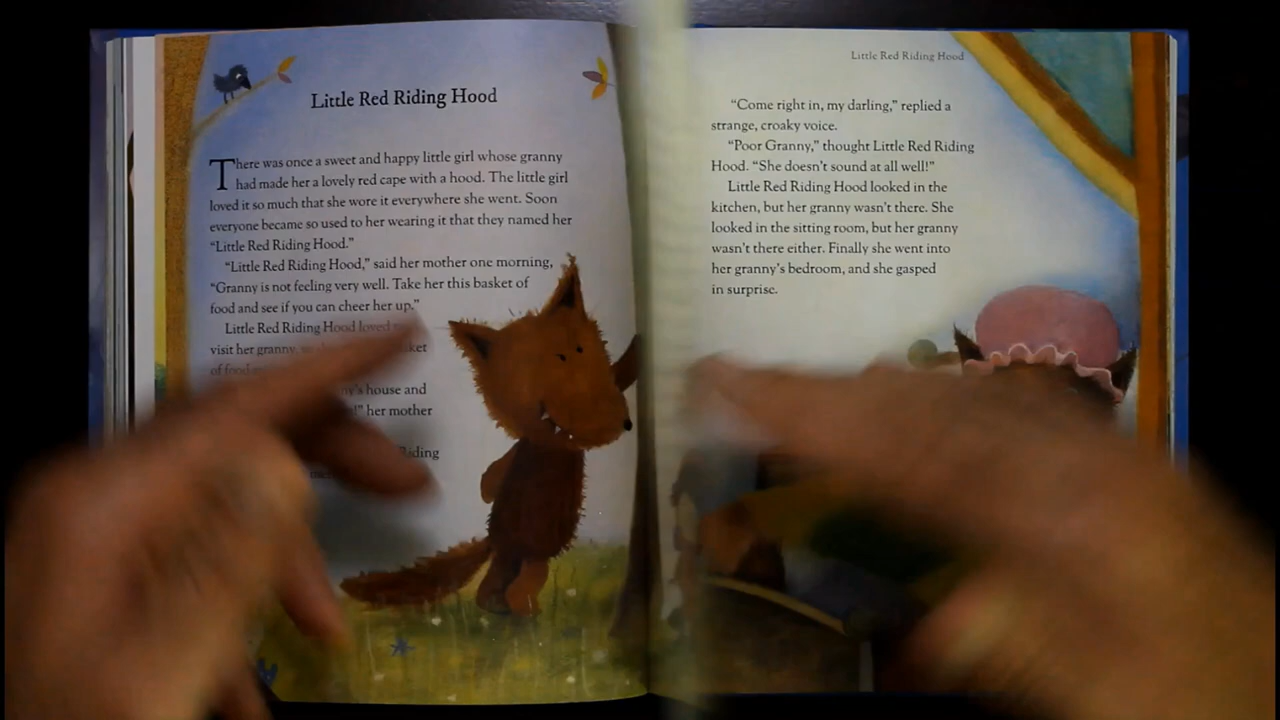 Little Red Riding Hood
There was once a sweet and happy little girl whose granny
had made her a lovely red cape with a hood. The little girl
loved it so much that she wore it everywhere she went. Soon
everyone became so used to her wearing it that they named her
“Little Red Riding Hood.”
“Little Red Riding Hood,” said her mother one morning,
“Granny is not feeling very well. Take her this basket of
food and see if you can cheer her up.”
Little Red Riding Hood loved
visit her granny,
of food
house and
her mother
Riding
Little Red Riding Hood
“Come right in, my darling,” replied a
strange, croaky voice.
“Poor Granny,” thought Little Red Riding
Hood. “She doesn’t sound at all well!”
Little Red Riding Hood looked in the
kitchen, but her granny wasn’t there. She
looked in the sitting room, but her granny
wasn’t there either. Finally she went into
her granny’s bedroom, and she gasped
in surprise.